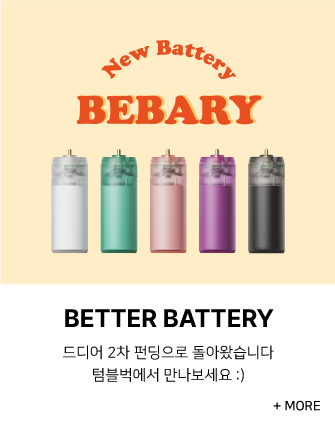 New Battery
BEBARY
BETTER BATTERY
드디어 2차 펀딩으로 돌아왔습니다
텀블벅에서 만나보세요 :)
+ MORE